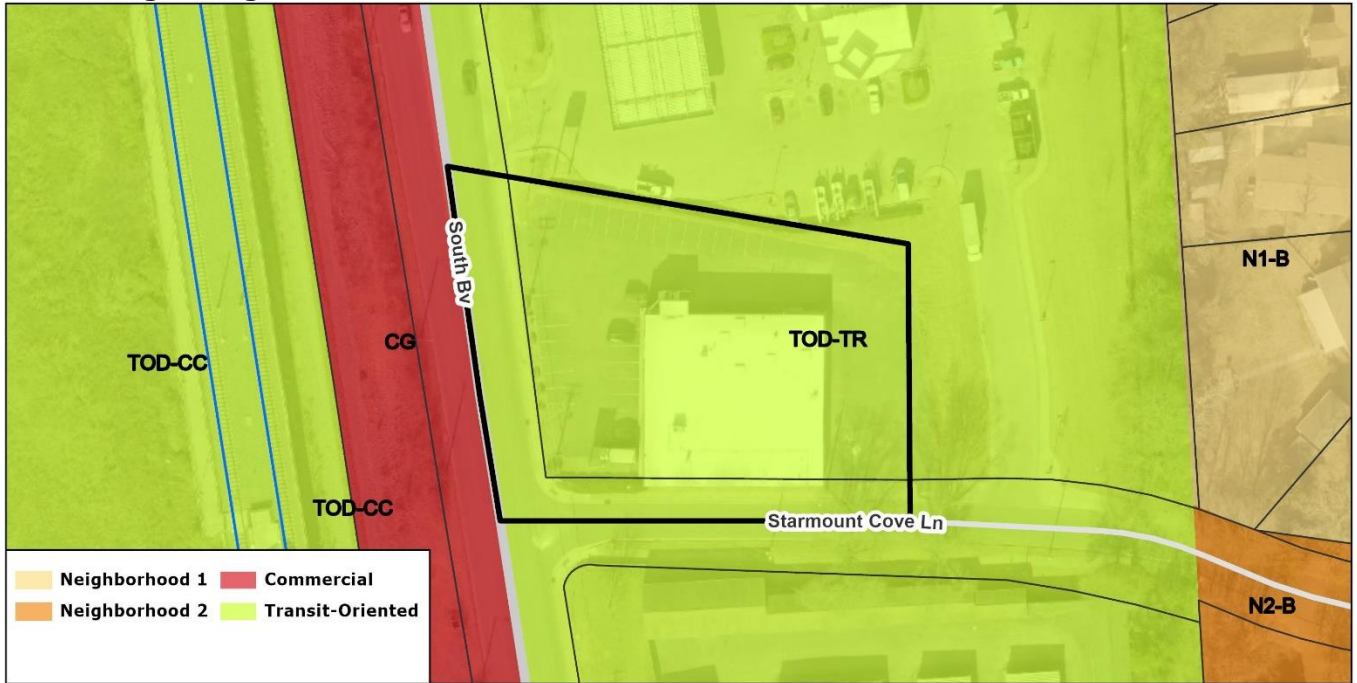 South Bv
N1-B
CG
TOD-TR
TOD-CC
TOD-CC
Starmount Cove Ln
N2-B
Neighborhood 1
Commercial
Neighborhood 2
Transit-Oriented